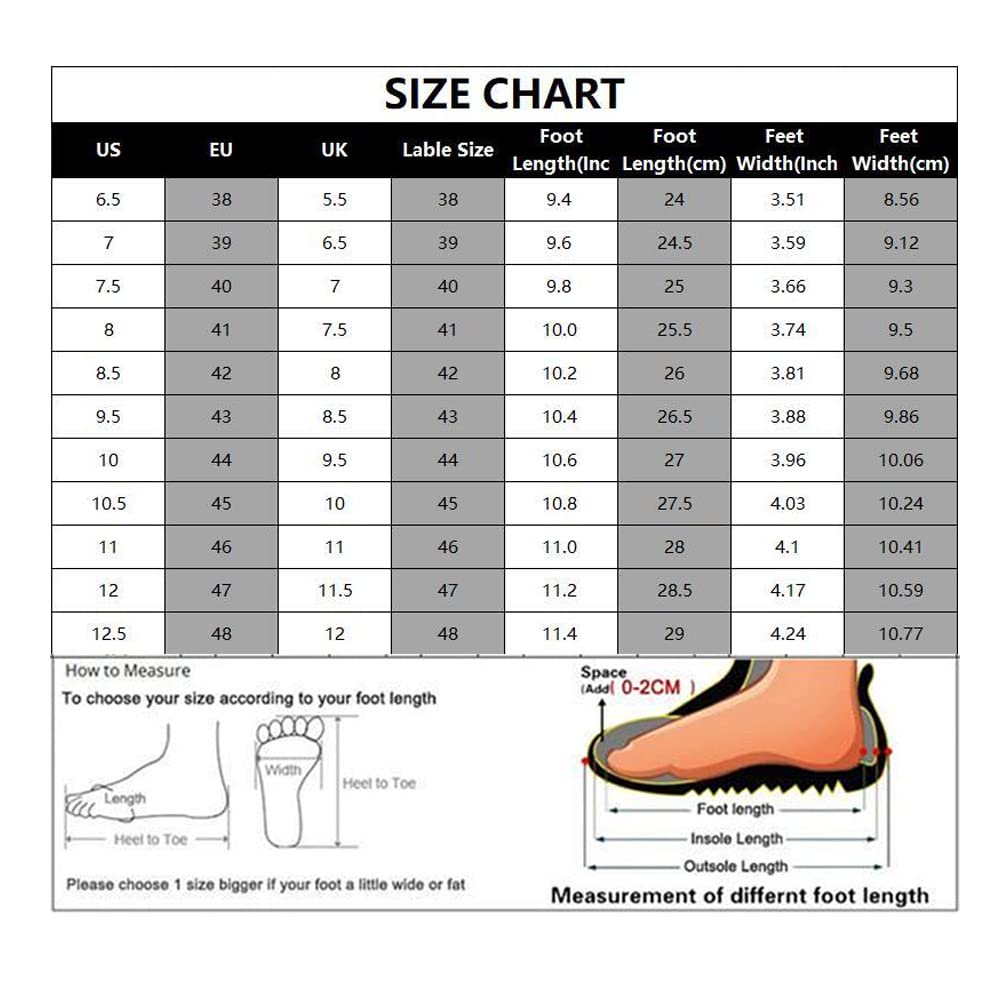 SIZE CHART
US EU UK Lable Size Foot Length(Inc Foot Length(cm) Feet Width(Inch Feet Width(cm)
6.5 38 5.5 38 9.4 24 3.51 8.56
7 39 6.5 39 9.6 24.5 3.59 9.12
7.5 40 7 40 9.8 25 3.66 9.3
8 41 7.5 41 10.0 25.5 3.74 9.5
8.5 42 8 42 10.2 26 3.81 9.68
9.5 43 8.5 43 10.4 26.5 3.88 9.86
10 44 9.5 44 10.6 27 3.96 10.06
10.5 45 10 45 10.8 27.5 4.03 10.24
11 46 11 46 11.0 28 4.1 10.41
12 47 11.5 47 11.2 28.5 4.17 10.59
12.5 48 12 48 11.4 29 4.24 10.77
How to Measure
To choose your size according to your foot length
Length
Heel to Toe
Width
Heel to Toe
Please choose 1 size bigger if your foot a little wide or fat
Space
(Add( 0-2CM )
Foot length
Insole Length
Outsole Length
Measurement of differnt foot length